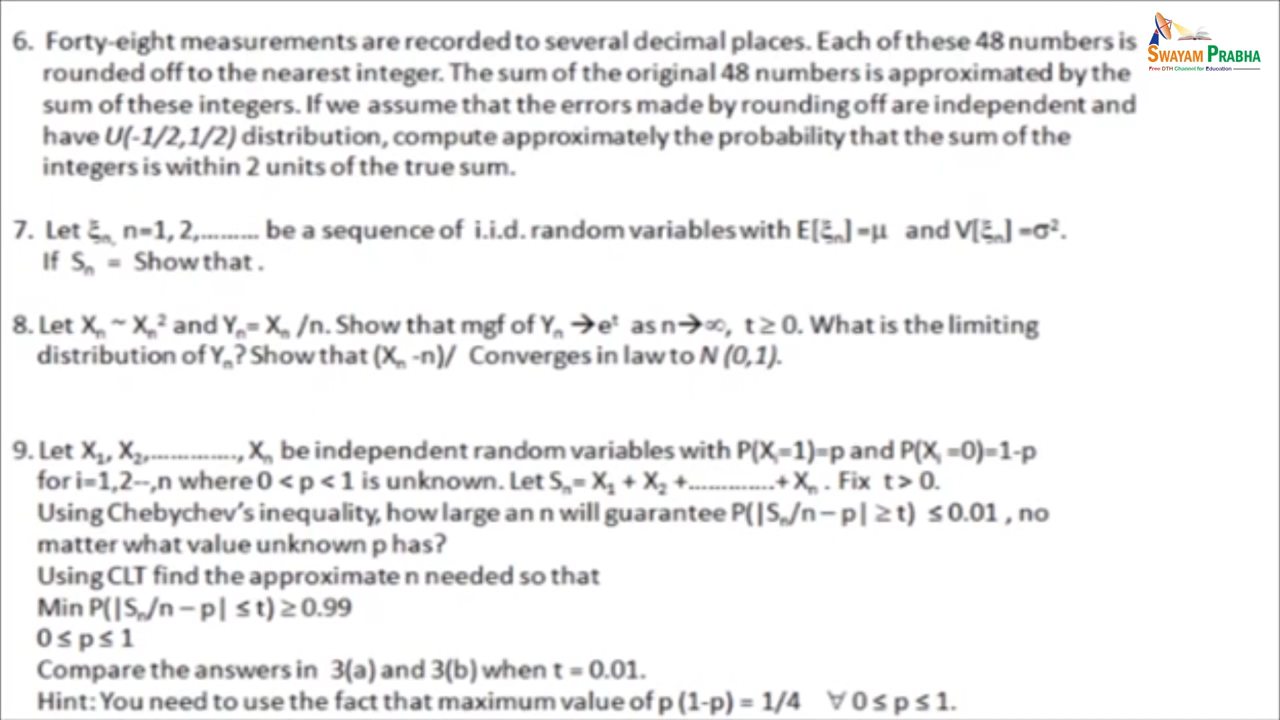 6. Forty-eight measurements are recorded to several decimal places. Each of these 48 numbers is
rounded off to the nearest integer. The sum of the original 48 numbers is approximated by the
sum of these integers. If we assume that the errors made by rounding off are independent and
have U(-1/2,1/2) distribution, compute approximately the probability that the sum of the
integers is within 2 units of the true sum.
7. Let ξₙ, n=1, 2,......... be a sequence of i.i.d. random variables with E[ξₙ] =μ and V[ξₙ] =σ².
If Sₙ = Show that .
8. Let Xₙ ~ Xₙ² and Yₙ= Xₙ /n. Show that mgf of Yₙ →eᵗ as n→∞, t ≥ 0. What is the limiting
distribution of Yₙ? Show that (Xₙ -n)/ Converges in law to N (0,1).
9. Let X₁, X₂,............., Xₙ be independent random variables with P(Xᵢ=1)=p and P(Xᵢ =0)=1-p
for i=1,2--,n where 0 < p < 1 is unknown. Let Sₙ= X₁ + X₂ +.............+ Xₙ . Fix t > 0.
Using Chebychev's inequality, how large an n will guarantee P(|Sₙ/n – p| ≥ t) ≤ 0.01 , no
matter what value unknown p has?
Using CLT find the approximate n needed so that
Min P(|Sₙ/n – p| ≤ t) ≥ 0.99
0 ≤ p ≤ 1
Compare the answers in 3(a) and 3(b) when t = 0.01.
Hint: You need to use the fact that maximum value of p (1-p) = 1/4 ∀ 0 ≤ p ≤ 1.
SWAYAM PRABHA
Free DTH Channel for Education